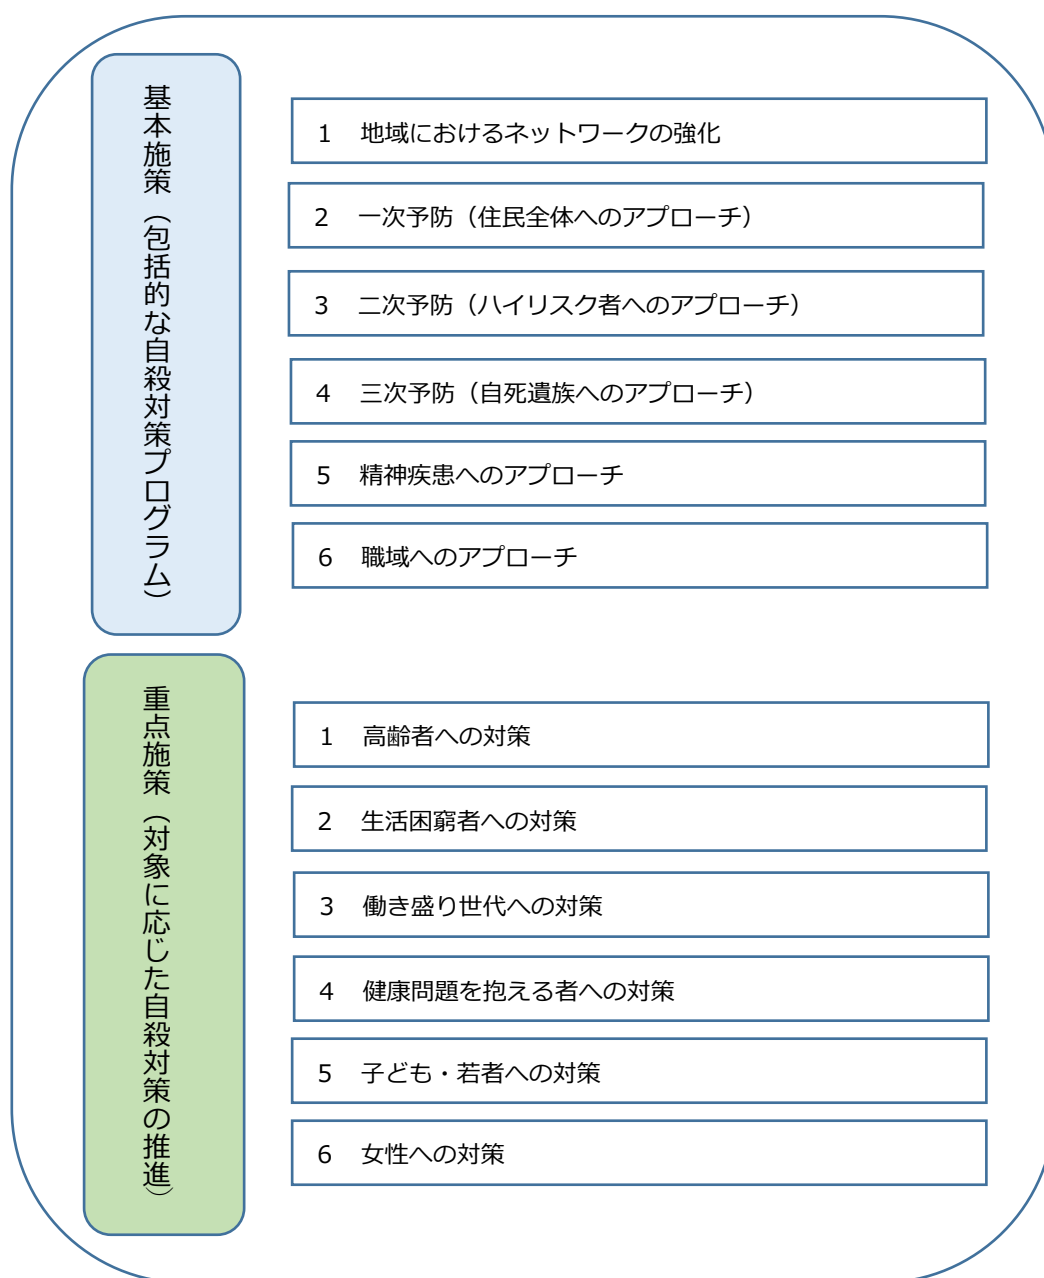 基本施策（包括的な自殺対策プログラム）
1 地域におけるネットワークの強化
2 一次予防（住民全体へのアプローチ）
3 二次予防（ハイリスク者へのアプローチ）
4 三次予防（自死遺族へのアプローチ）
5 精神疾患へのアプローチ
6 職域へのアプローチ
重点施策（対象に応じた自殺対策の推進）
1 高齢者への対策
2 生活困窮者への対策
3 働き盛り世代への対策
4 健康問題を抱える者への対策
5 子ども・若者への対策
6 女性への対策